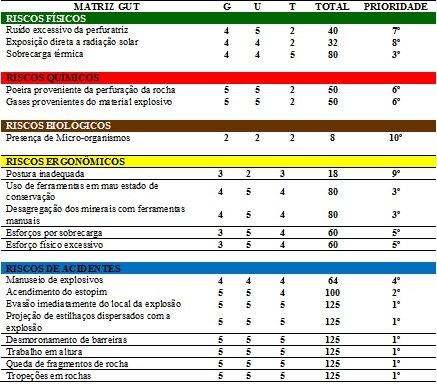 MATRIZ GUT G U T TOTAL PRIORIDADE
RISCOS FÍSICOS
Ruído excessivo da perfuratriz 4 5 2 40 7º
Exposição direta a radiação solar 4 4 2 32 8º
Sobrecarga térmica 4 4 5 80 3º
RISCOS QUIMICOS
Poeira proveniente da perfuração da rocha 5 5 2 50 6º
Gases provenientes do material explosivo 5 5 2 50 6º
RISCOS BIOLÓGICOS
Presença de Micro-organismos 2 2 2 8 10º
RISCOS ERGONÔMICOS
Postura inadequada 3 2 3 18 9º
Uso de ferramentas em mau estado de
conservação 4 5 4 80 3º
Desagregação dos minerais com ferramentas
manuais 4 5 4 80 3º
Esforços por sobrecarga 3 5 4 60 5º
Esforço físico excessivo 3 5 4 60 5º
RISCOS DE ACIDENTES
Manuseio de explosivos 4 4 4 64 4º
Acendimento do estopim 5 5 4 100 2º
Evasão imediatamente do local da explosão 5 5 5 125 1º
Projeção de estilhaços dispersados com a
explosão 5 5 5 125 1º
Desmoronamento de barreiras 5 5 5 125 1º
Trabalho em altura 5 5 5 125 1º
Queda de fragmentos de rocha 5 5 5 125 1º
Tropeções em rochas 5 5 5 125 1º